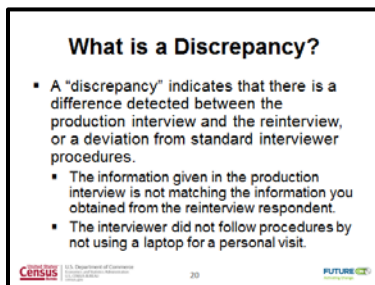 What is a Discrepancy?
▪ A “discrepancy” indicates that there is a
difference detected between the
production interview and the reinterview,
or a deviation from standard interviewer
procedures.
▪ The information given in the production
interview is not matching the information you
obtained from the reinterview respondent.
▪ The interviewer did not follow procedures by
not using a laptop for a personal visit.
United States
Census
Bureau
U.S. Department of Commerce
20
FUTURE